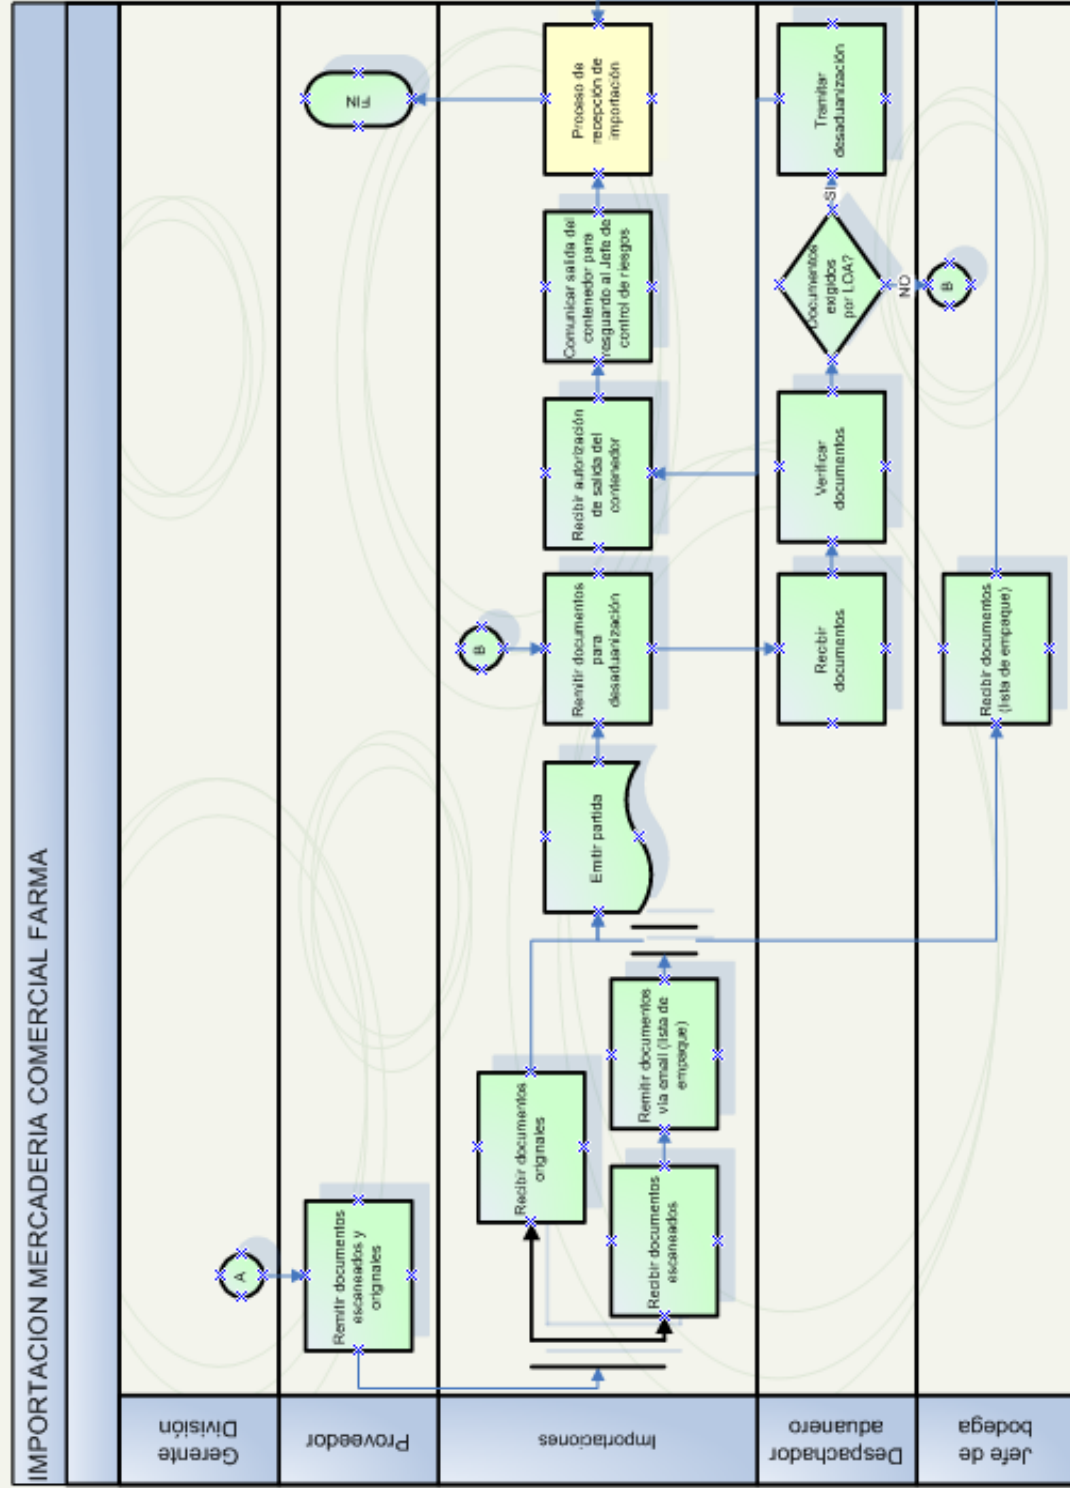 IMPORTACION MERCADERIA COMERCIAL FARMA
Gerente
División
Proveedor
Importaciones
Despachador
aduanero
Jefe de
bodega
A
Remitir documentos
escaneados y
originales
FIN
Recibir documentos
originales
Recibir documentos
escaneados
Remitir documentos
vía email (lista de
empaque)
Emitir partida
B
Remitir documentos
para
desaduanización
Recibir autorización
de salida del
contenedor
Comunicar salida del
contenedor para
resguardo al Jefe de
control de riesgos
Proceso de
recepción de
importación
Recibir
documentos
Verificar
documentos
Documentos
exigidos
por LOA?
SI
NO
Tramitar
desaduanización
B
Recibir documentos
(lista de empaque)